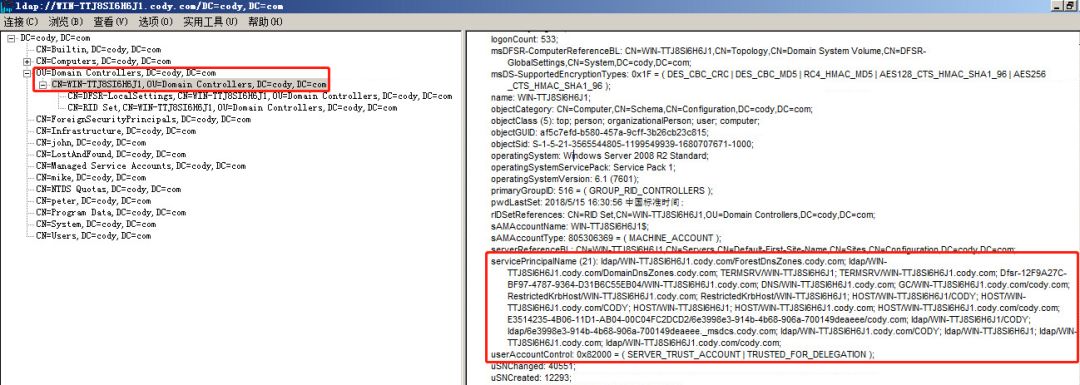 ldap://WIN-TTJ8SI6H6J1.cody.com/DC=cody,DC=com
连接(C) 浏览(B) 查看(V) 选项(O) 实用工具(U) 帮助(H)
DC=cody,DC=com
CN=Builtin,DC=cody,DC=com
CN=Computers,DC=cody,DC=com
OU=Domain Controllers,DC=cody,DC=com
CN=WIN-TTJ8SI6H6J1,OU=Domain Controllers,DC=cody,DC=com
CN=DFSR-LocalSettings,CN=WIN-TTJ8SI6H6J1,OU=Domain Controllers,DC=cody,DC=com
CN=RID Set,CN=WIN-TTJ8SI6H6J1,OU=Domain Controllers,DC=cody,DC=com
CN=ForeignSecurityPrincipals,DC=cody,DC=com
CN=Infrastructure,DC=cody,DC=com
CN=john,DC=cody,DC=com
CN=LostAndFound,DC=cody,DC=com
CN=Managed Service Accounts,DC=cody,DC=com
CN=mike,DC=cody,DC=com
CN=NTDS Quotas,DC=cody,DC=com
CN=peter,DC=cody,DC=com
CN=Program Data,DC=cody,DC=com
CN=System,DC=cody,DC=com
CN=Users,DC=cody,DC=com
logonCount: 533;
msDFSR-ComputerReferenceBL: CN=WIN-TTJ8SI6H6J1,CN=Topology,CN=Domain System Volume,CN=DFSR-
GlobalSettings,CN=System,DC=cody,DC=com;
msDS-SupportedEncryptionTypes: 0x1F = ( DES_CBC_CRC | DES_CBC_MD5 | RC4_HMAC_MD5 | AES128_CTS_HMAC_SHA1_96 | AES256
_CTS_HMAC_SHA1_96 );
name: WIN-TTJ8SI6H6J1;
objectCategory: CN=Computer,CN=Schema,CN=Configuration,DC=cody,DC=com;
objectClass (5): top; person; organizationalPerson; user; computer;
objectGUID: af5c7efd-b580-457a-9cff-3b26cb23c815;
objectSid: S-1-5-21-3565544805-1199549939-1680707671-1000;
operatingSystem: Windows Server 2008 R2 Standard;
operatingSystemServicePack: Service Pack 1;
operatingSystemVersion: 6.1 (7601);
primaryGroupID: 516 = ( GROUP_RID_CONTROLLERS );
pwdLastSet: 2018/5/15 16:30:56 中国标准时间;
rIDSetReferences: CN=RID Set,CN=WIN-TTJ8SI6H6J1,OU=Domain Controllers,DC=cody,DC=com;
sAMAccountName: WIN-TTJ8SI6H6J1$;
sAMAccountType: 805306369 = ( MACHINE_ACCOUNT );
serverReferenceBL: CN=WIN-TTJ8SI6H6J1,CN=Servers,CN=Default-First-Site-Name,CN=Sites,CN=Configuration,DC=cody,DC=com;
servicePrincipalName (21): ldap/WIN-TTJ8SI6H6J1.cody.com/ForestDnsZones.cody.com; ldap/WIN-
TTJ8SI6H6J1.cody.com/DomainDnsZones.cody.com; TERMSRV/WIN-TTJ8SI6H6J1; TERMSRV/WIN-TTJ8SI6H6J1.cody.com; Dfsr-12F9A27C-
BF97-4787-9364-D31B6C55EB04/WIN-TTJ8SI6H6J1.cody.com; DNS/WIN-TTJ8SI6H6J1.cody.com; GC/WIN-TTJ8SI6H6J1.cody.com/cody.com;
RestrictedKrbHost/WIN-TTJ8SI6H6J1.cody.com; RestrictedKrbHost/WIN-TTJ8SI6H6J1; HOST/WIN-TTJ8SI6H6J1/CODY; HOST/WIN-
TTJ8SI6H6J1.cody.com/CODY; HOST/WIN-TTJ8SI6H6J1; HOST/WIN-TTJ8SI6H6J1.cody.com; HOST/WIN-TTJ8SI6H6J1.cody.com/cody.com;
E3514235-4B06-11D1-AB04-00C04FC2DCD2/6e3998e3-914b-4b68-906a-700149deaeee/cody.com; ldap/WIN-TTJ8SI6H6J1/CODY;
ldap/6e3998e3-914b-4b68-906a-700149deaeee._msdcs.cody.com; ldap/WIN-TTJ8SI6H6J1.cody.com/CODY; ldap/WIN-TTJ8SI6H6J1; ldap/WIN-
TTJ8SI6H6J1.cody.com; ldap/WIN-TTJ8SI6H6J1.cody.com/cody.com;
userAccountControl: 0x82000 = ( SERVER_TRUST_ACCOUNT | TRUSTED_FOR_DELEGATION );
uSNChanged: 40551;
uSNCreated: 12293;